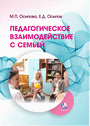 М.П. Осипова, Е.Д. Осипов
ПЕДАГОГИЧЕСКОЕ
ВЗАИМОДЕЙСТВИЕ
С СЕМЬЕЙ